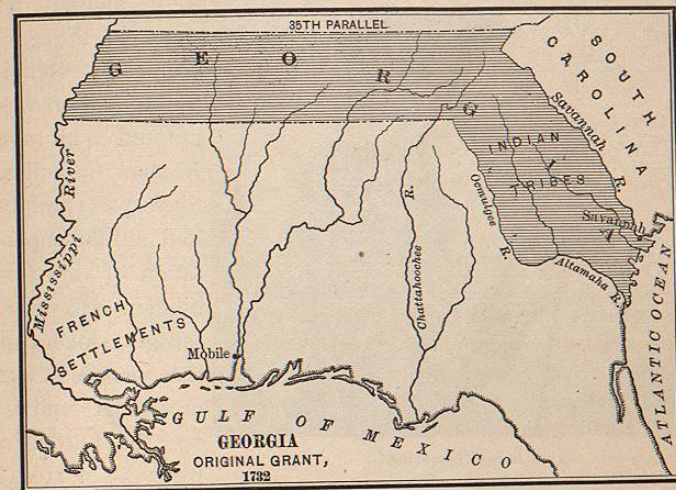 35TH PARALLEL
GEORGIA
SOUTH
CAROLINA
Savannah R.
INDIAN
TRIBES
Savannah
Ocmulgee R.
Altamaha R.
Chattahoochee R.
Mississippi River
FRENCH
SETTLEMENTS
Mobile
ATLANTIC OCEAN
GULF OF MEXICO
GEORGIA
ORIGINAL GRANT,
1732